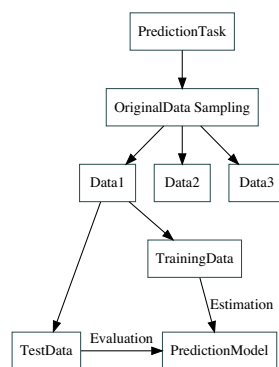 PredictionTask
OriginalData Sampling
Data1
Data2
Data3
TrainingData
Estimation
Evaluation
TestData
PredictionModel